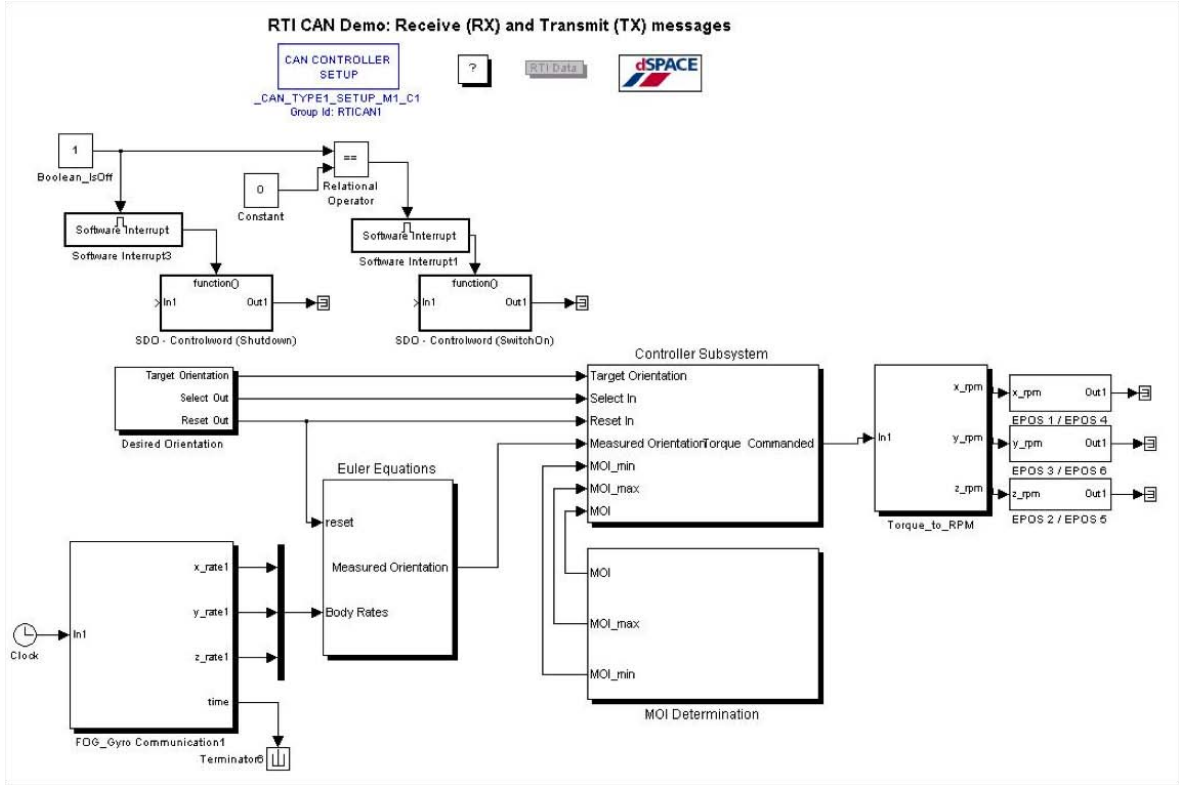 RTI CAN Demo: Receive (RX) and Transmit (TX) messages
CAN CONTROLLER
SETUP
_CAN_TYPE1_SETUP_M1_C1
Group Id: RTICAN1
?
RTI Data
dSPACE
1
Boolean_IsOff
0
Constant
==
Relational
Operator
Software Interrupt
Software Interrupt3
Software Interrupt
Software Interrupt1
function()
In1
Out1
SDO - Controlword (Shutdown)
function()
In1
Out1
SDO - Controlword (SwitchOn)
Target Orientation
Select Out
Reset Out
Desired Orientation
Controller Subsystem
Target Orientation
Select In
Reset In
Measured Orientation
Torque Commanded
MOI_min
MOI_max
MOI
In1
x_rpm
y_rpm
z_rpm
Torque_to_RPM
x_rpm
Out1
EPOS 1 / EPOS 4
y_rpm
Out1
EPOS 3 / EPOS 6
z_rpm
Out1
EPOS 2 / EPOS 5
Euler Equations
reset
Measured Orientation
Body Rates
MOI
MOI_max
MOI_min
MOI Determination
Clock
In1
x_rate1
y_rate1
z_rate1
time
FOG_Gyro Communication1
Terminator6